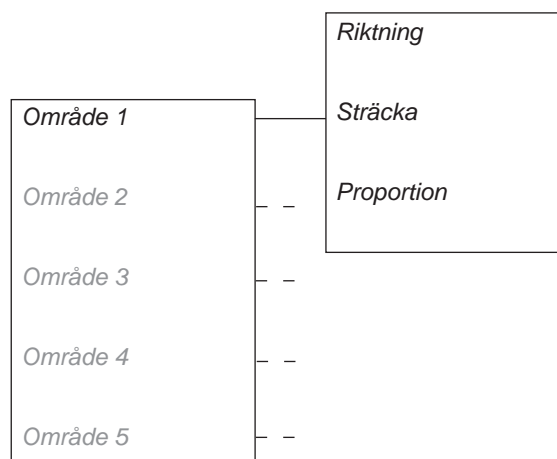 Riktning
Sträcka
Proportion
Område 1
Område 2
Område 3
Område 4
Område 5